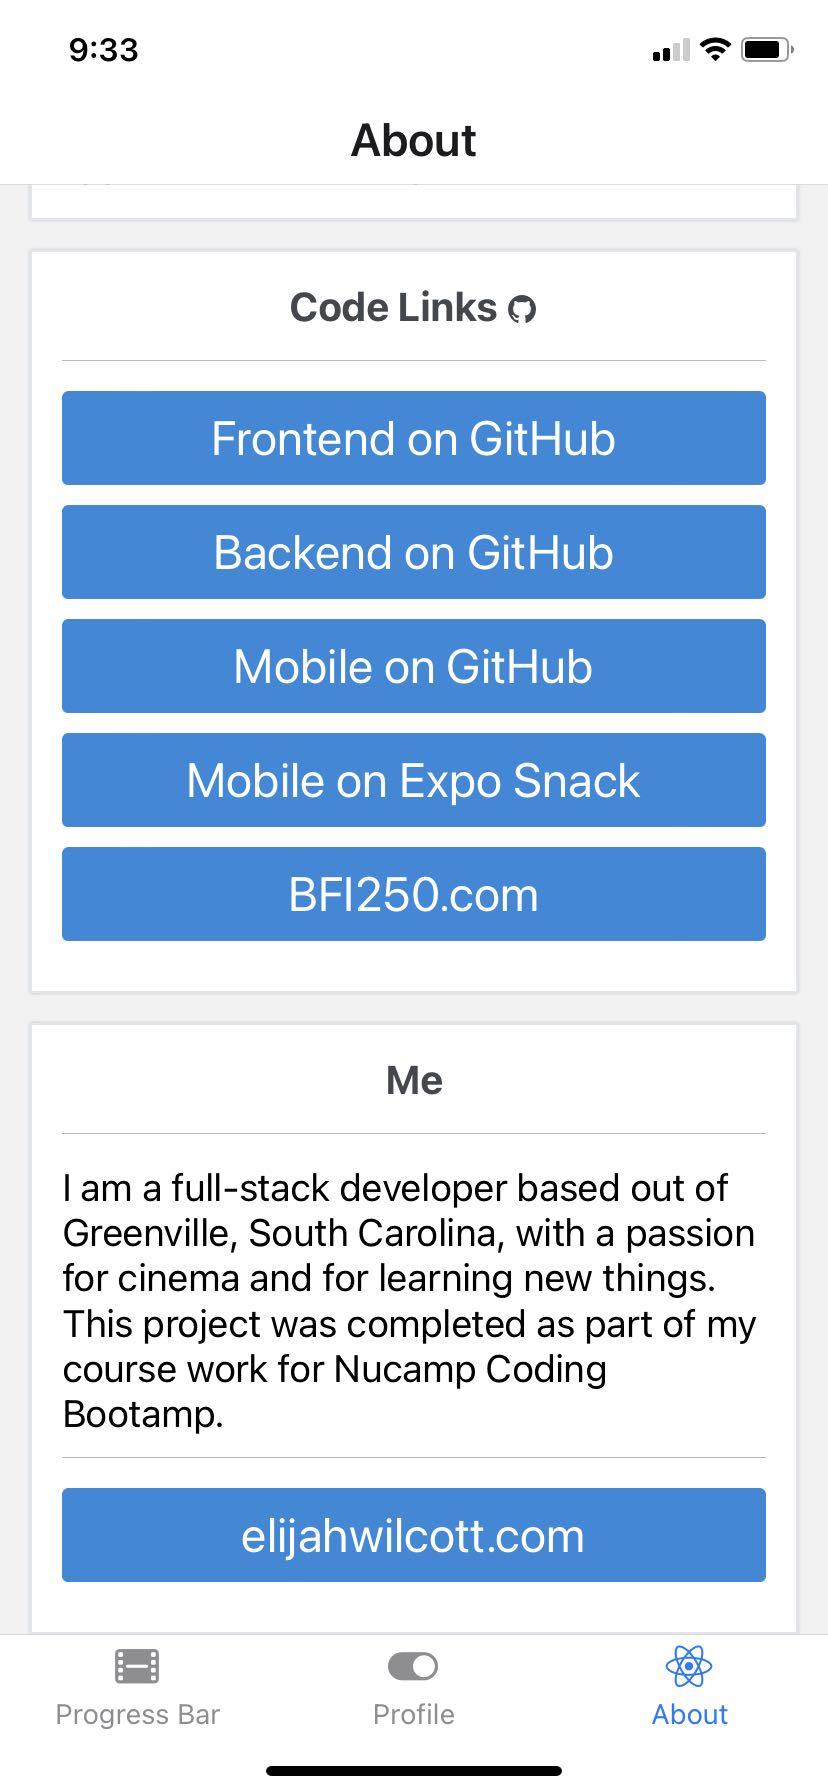 9:33
About
Code Links
Frontend on GitHub
Backend on GitHub
Mobile on GitHub
Mobile on Expo Snack
BFI250.com
Me
I am a full-stack developer based out of
Greenville, South Carolina, with a passion
for cinema and for learning new things.
This project was completed as part of my
course work for Nucamp Coding
Bootamp.
elijahwilcott.com
Progress Bar
Profile
About